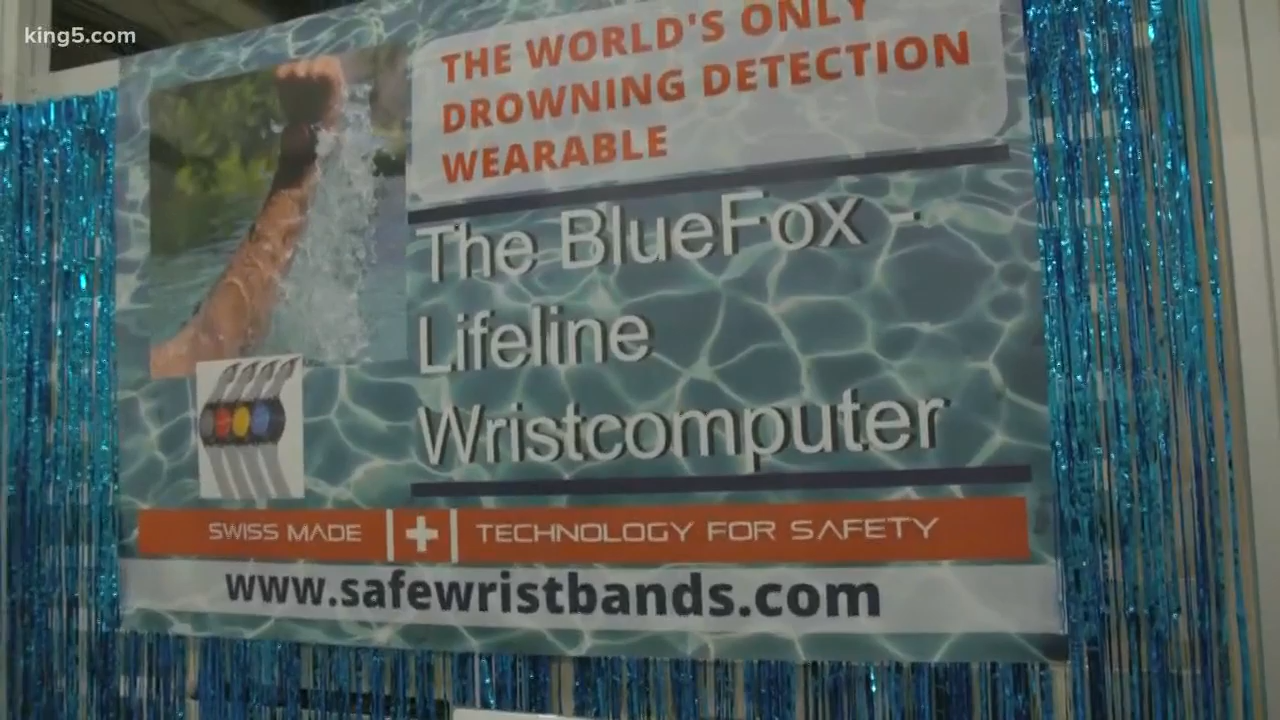 king5.com
THE WORLD'S ONLY
DROWNING DETECTION
WEARABLE
The BlueFox -
Lifeline
Wristcomputer
SWISS MADE + TECHNOLOGY FOR SAFETY
www.safewristbands.com